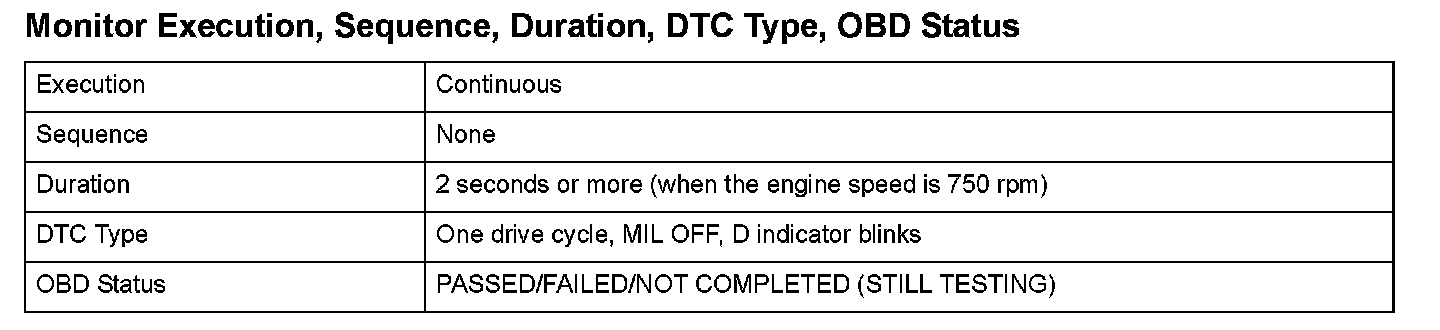 Monitor Execution, Sequence, Duration, DTC Type, OBD Status
Execution Continuous
Sequence None
Duration 2 seconds or more (when the engine speed is 750 rpm)
DTC Type One drive cycle, MIL OFF, D indicator blinks
OBD Status PASSED/FAILED/NOT COMPLETED (STILL TESTING)